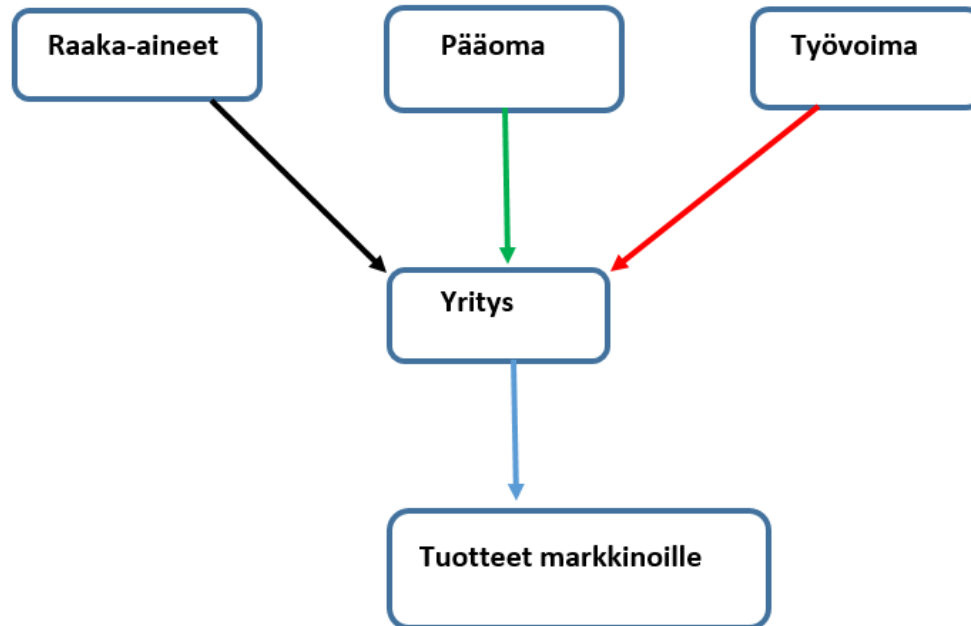 Raaka-aineet
Pääoma
Työvoima
Yritys
Tuotteet markkinoille